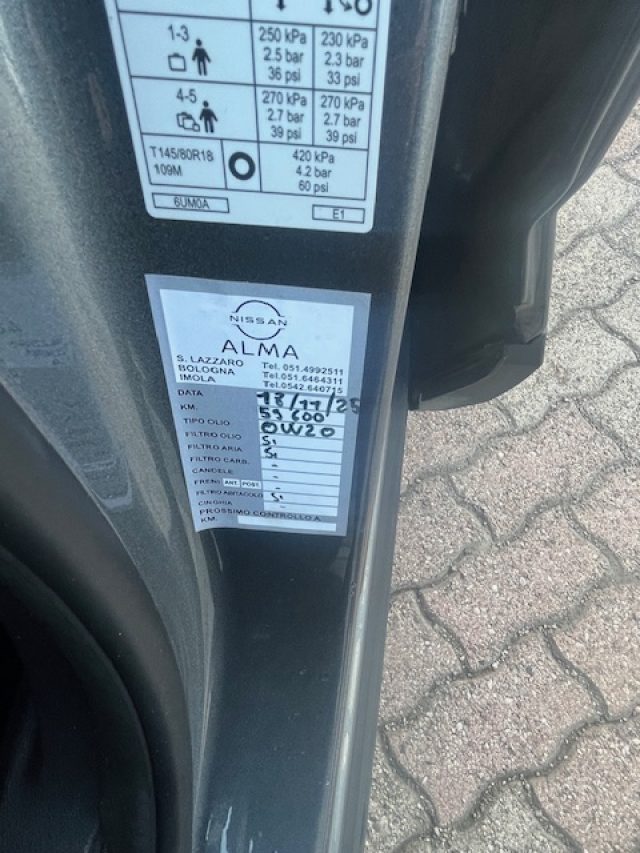 1-3 250 kPa 230 kPa
2.5 bar 2.3 bar
36 psi 33 psi
4-5 270 kPa 270 kPa
2.7 bar 2.7 bar
39 psi 39 psi
T145/80R18 420 kPa
109M 4.2 bar
60 psi
6UM0A E1
NISSAN
ALMA
S. LAZZARO Tel. 051.4992511
BOLOGNA Tel.051.6464311
IMOLA Tel.0542.640715
DATA 18/11/25
KM. 59600
TIPO OLIO 0W20
FILTRO OLIO Si
FILTRO ARIA Si
FILTRO CARB. -
CANDELE -
FRENI ANT. POST. -
FILTRO ABITACOLO Si
CINGHIA -
PROSSIMO CONTROLLO A
KM.